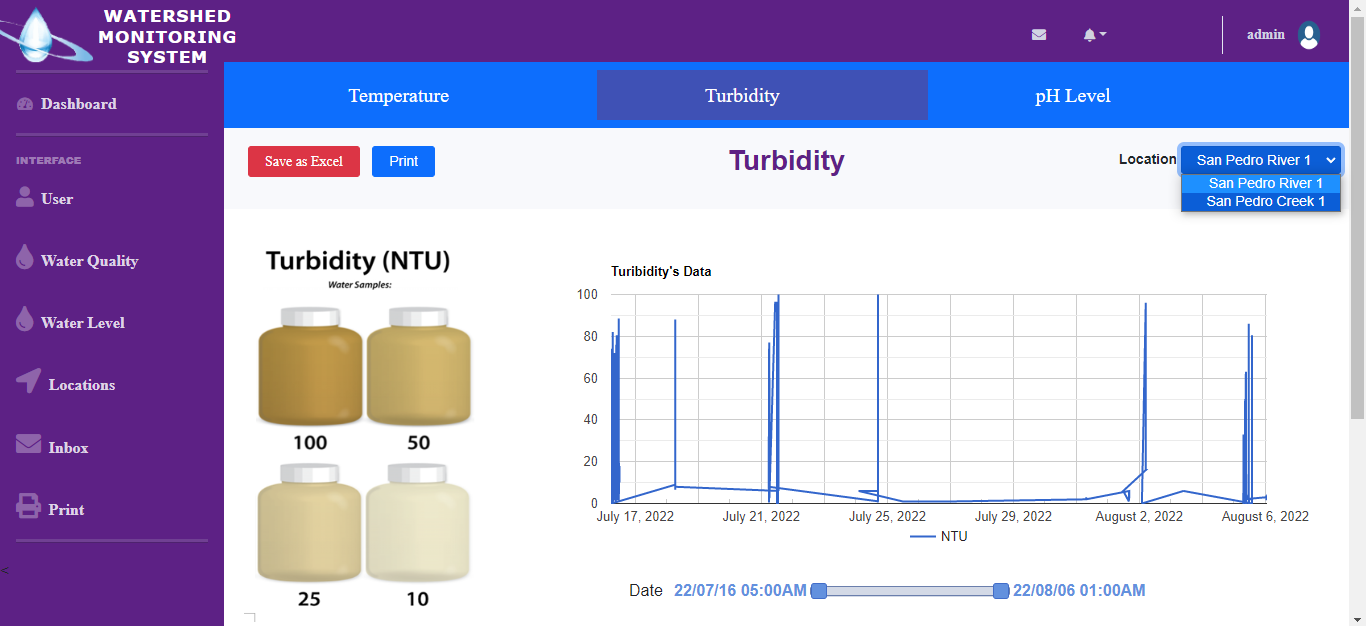 WATERSHED
MONITORING
SYSTEM
admin
Dashboard
INTERFACE
User
Water Quality
Water Level
Locations
Inbox
Print
<
Temperature
Turbidity
pH Level
Save as Excel
Print
Turbidity
Location
San Pedro River 1
San Pedro River 1
San Pedro Creek 1
Turbidity (NTU)
Water Samples:
100
50
25
10
Turibidity's Data
100
80
60
40
20
0
July 17, 2022
July 21, 2022
July 25, 2022
July 29, 2022
August 2, 2022
August 6, 2022
NTU
Date 22/07/16 05:00AM 22/08/06 01:00AM